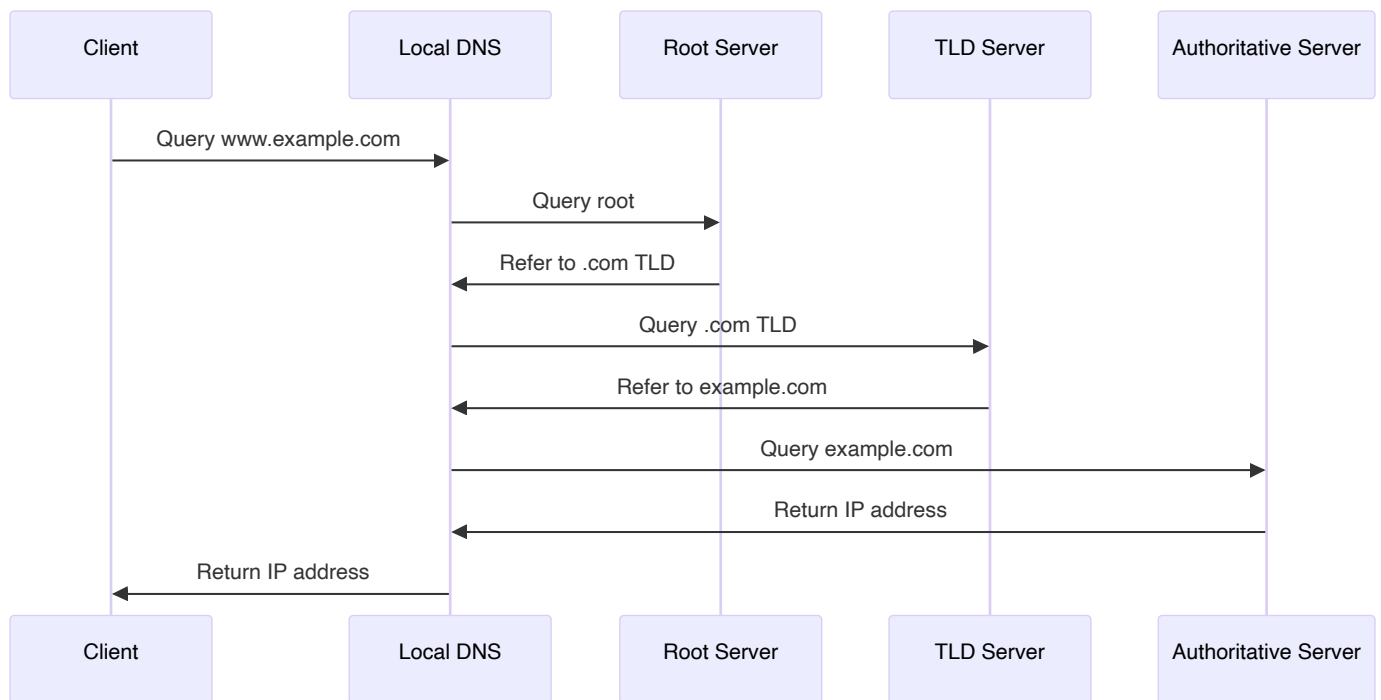 Client
Local DNS
Root Server
TLD Server
Authoritative Server
Query www.example.com
Query root
Refer to .com TLD
Query .com TLD
Refer to example.com
Query example.com
Return IP address
Return IP address
Client
Local DNS
Root Server
TLD Server
Authoritative Server